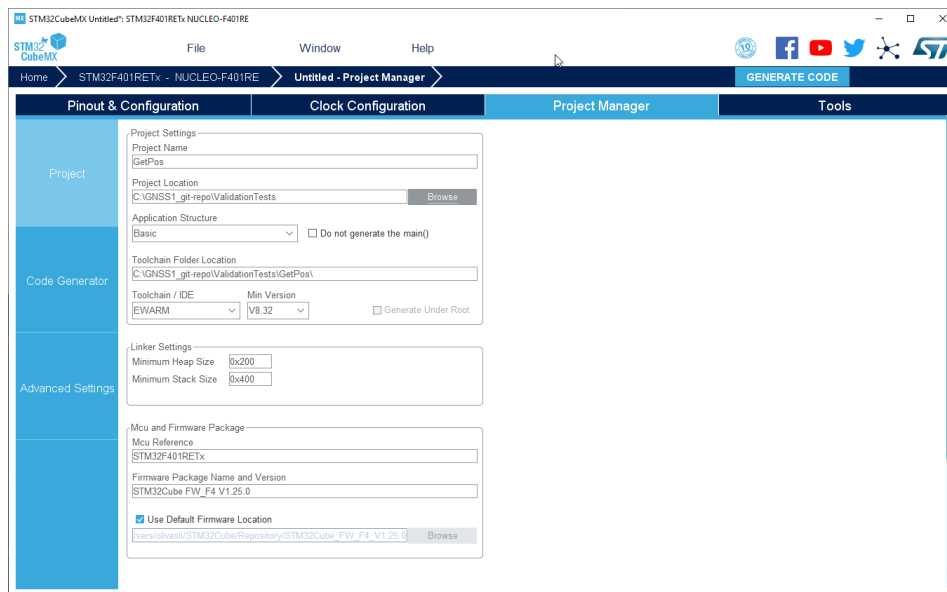 MX STM32CubeMX Untitled*: STM32F401RETx NUCLEO-F401RE
STM32 CubeMX
File Window Help
10
ST
Home STM32F401RETx - NUCLEO-F401RE Untitled - Project Manager GENERATE CODE
Pinout & Configuration Clock Configuration Project Manager Tools
Project
Code Generator
Advanced Settings
Project Settings
Project Name
GetPos
Project Location
C:\GNSS1_git-repo\ValidationTests Browse
Application Structure
Basic Do not generate the main()
Toolchain Folder Location
C:\GNSS1_git-repo\ValidationTests\GetPos\
Toolchain / IDE Min Version
EWARM V8.32 Generate Under Root
Linker Settings
Minimum Heap Size 0x200
Minimum Stack Size 0x400
Mcu and Firmware Package
Mcu Reference
STM32F401RETx
Firmware Package Name and Version
STM32Cube FW_F4 V1.25.0
Use Default Firmware Location
/sers/olivasil/STM32Cube/Repository/STM32Cube_FW_F4_V1.25.0 Browse